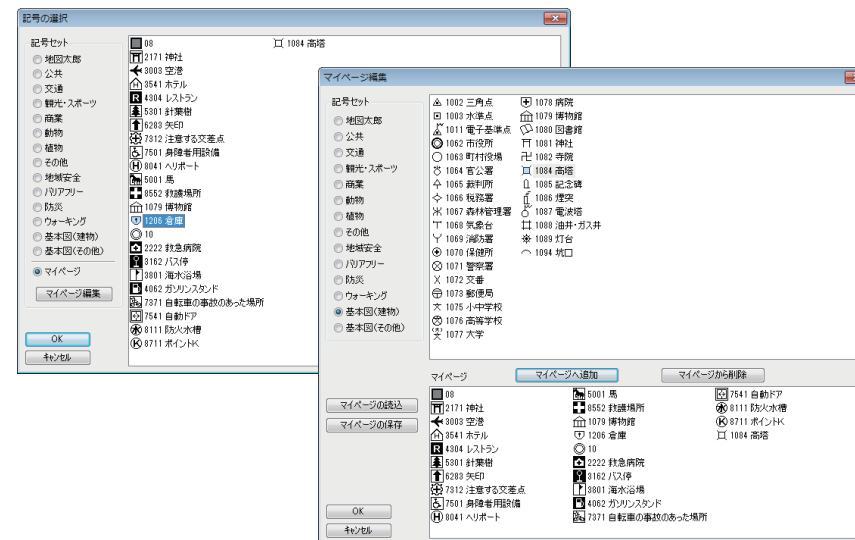 記号の選択
記号セット
地図太郎
公共
交通
観光・スポーツ
商業
動物
植物
その他
地域安全
バリアフリー
防災
ウォーキング
基本図(建物)
基本図(その他)
マイページ
マイページ編集
OK
キャンセル
08
2171 神社
3003 空港
3541 ホテル
4304 レストラン
5301 針葉樹
6283 矢印
7312 注意する交差点
7501 身障者用設備
8041 ヘリポート
5001 馬
8552 救護場所
1079 博物館
1206 倉庫
10
2222 救急病院
3162 バス停
3801 海水浴場
4062 ガソリンスタンド
7371 自転車の事故のあった場所
7541 自動ドア
8111 防火水槽
8711 ポイントK
1084 高塔
マイページ編集
記号セット
地図太郎
公共
交通
観光・スポーツ
商業
動物
植物
その他
地域安全
バリアフリー
防災
ウォーキング
基本図(建物)
基本図(その他)
1002 三角点
1003 水準点
1011 電子基準点
1062 市役所
1063 町村役場
1064 官公署
1065 裁判所
1066 税務署
1067 森林管理署
1068 気象台
1069 消防署
1070 保健所
1071 警察署
1072 交番
1073 郵便局
1075 小中学校
1076 高等学校
1077 大学
1078 病院
1079 博物館
1080 図書館
1081 神社
1082 寺院
1084 高塔
1085 記念碑
1086 煙突
1087 電波塔
1088 油井・ガス井
1089 灯台
1094 坑口
マイページ
マイページへ追加
マイページから削除
マイページの読込
マイページの保存
OK
キャンセル
08
2171 神社
3003 空港
3541 ホテル
4304 レストラン
5301 針葉樹
6283 矢印
7312 注意する交差点
7501 身障者用設備
8041 ヘリポート
5001 馬
8552 救護場所
1079 博物館
1206 倉庫
10
2222 救急病院
3162 バス停
3801 海水浴場
4062 ガソリンスタンド
7371 自転車の事故のあった場所
7541 自動ドア
8111 防火水槽
8711 ポイントK
1084 高塔